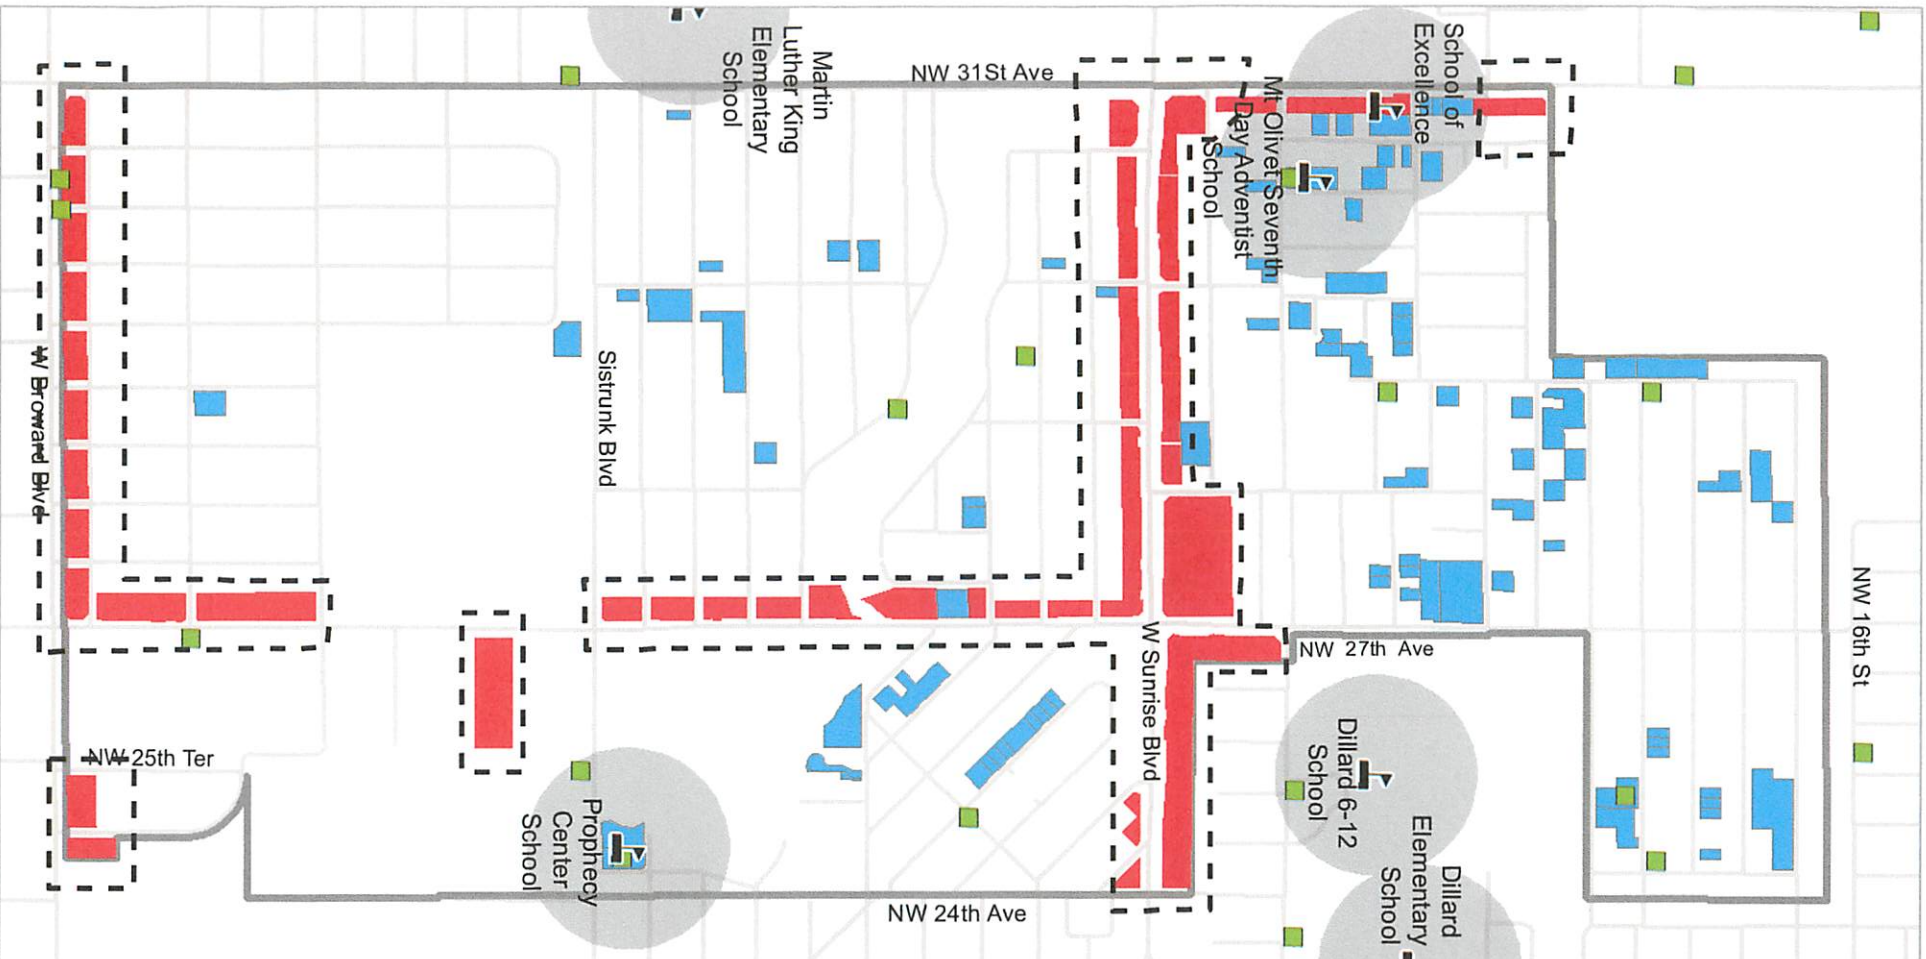 Martin
Luther King
Elementary
School
NW 31St Ave
School of
Excellence
Mt Olivet Seventh
Day Adventist
School
W Broward Blvd
Sistrunk Blvd
NW 16th St
W Sunrise Blvd
NW 27th Ave
NW 25th Ter
Dillard 6-12
School
Prophecy
Center
School
Dillard
Elementary
School
NW 24th Ave